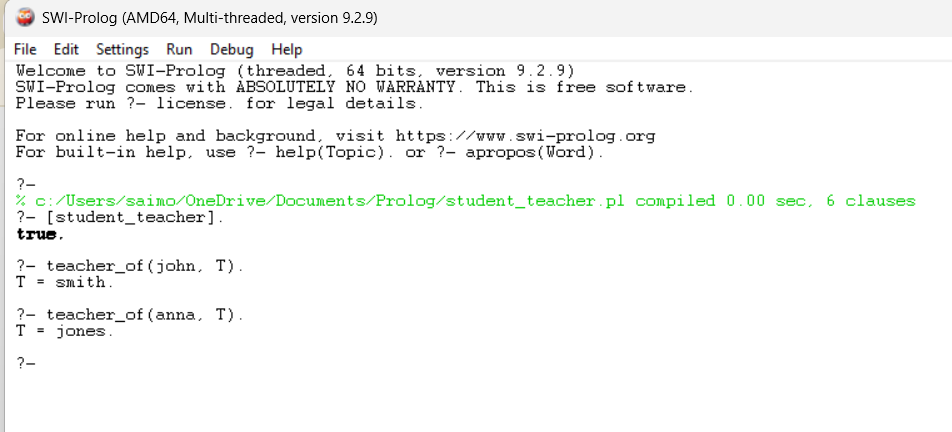 SWI-Prolog (AMD64, Multi-threaded, version 9.2.9)
File Edit Settings Run Debug Help
Welcome to SWI-Prolog (threaded, 64 bits, version 9.2.9)
SWI-Prolog comes with ABSOLUTELY NO WARRANTY. This is free software.
Please run ?- license. for legal details.
For online help and background, visit https://www.swi-prolog.org
For built-in help, use ?- help(Topic). or ?- apropos(Word).
?-
% c:/Users/saimo/OneDrive/Documents/Prolog/student_teacher.pl compiled 0.00 sec, 6 clauses
?- [student_teacher].
true.
?- teacher_of(john, T).
T = smith.
?- teacher_of(anna, T).
T = jones.
?-